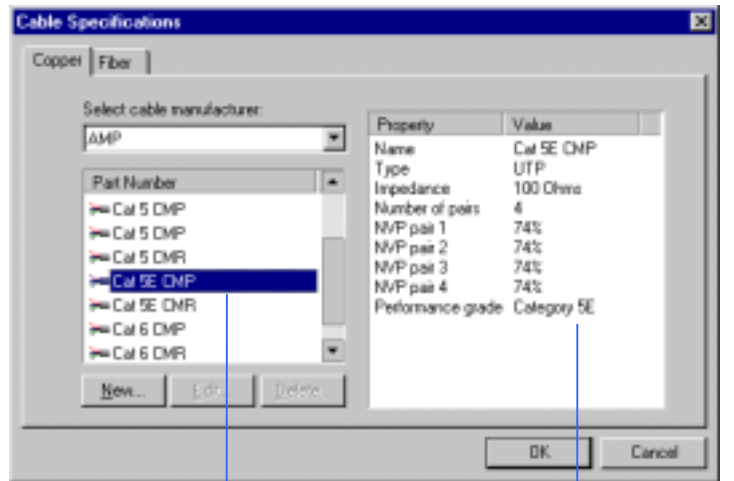 Cable Specifications
Copper Fiber
Select cable manufacturer:
AMP
Part Number
Cat 5 CMP
Cat 5 CMP
Cat 5 CMR
Cat 5E CMP
Cat 5E CMR
Cat 6 CMP
Cat 6 CMR
New... Edit... Delete...
Property Value
Name Cat 5E CMP
Type UTP
Impedance 100 Ohms
Number of pairs 4
NVP pair 1 74%
NVP pair 2 74%
NVP pair 3 74%
NVP pair 4 74%
Performance grade Category 5E
OK Cancel